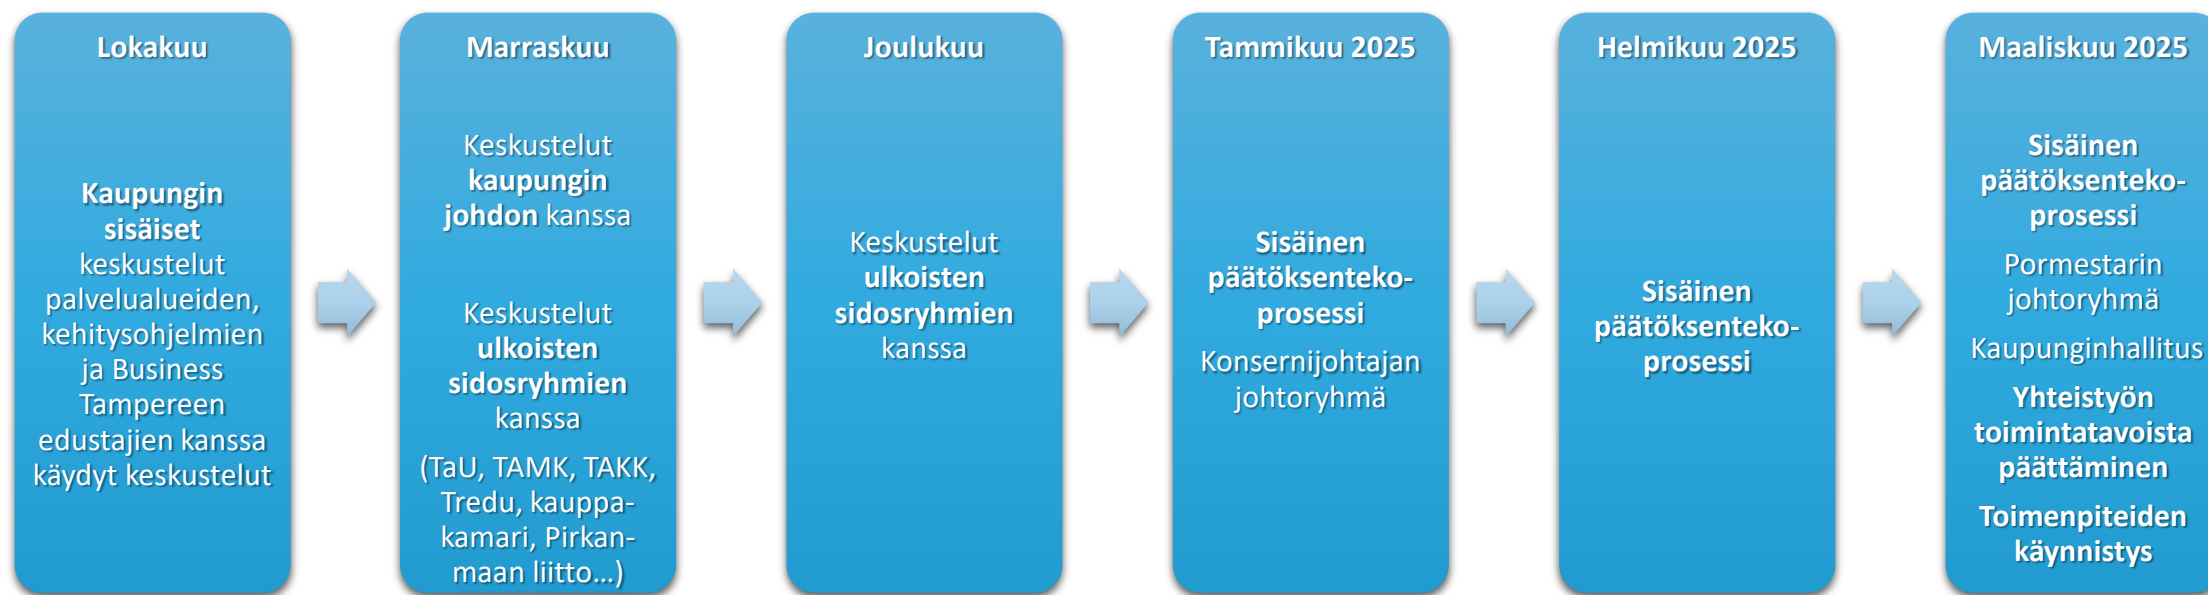 Lokakuu
Kaupungin
sisäiset
keskustelut
palvelualueiden,
kehitysohjelmien
ja Business
Tampereen
edustajien kanssa
käydyt keskustelut
Marraskuu
Keskustelut
kaupungin
johdon kanssa
Keskustelut
ulkoisten
sidosryhmien
kanssa
(TaU, TAMK, TAKK,
Tredu, kauppa-
kamari, Pirkan-
maan liitto...)
Joulukuu
Keskustelut
ulkoisten
sidosryhmien
kanssa
Tammikuu 2025
Sisäinen
päätöksenteko-
prosessi
Konsernijohtajan
johtoryhmä
Helmikuu 2025
Sisäinen
päätöksenteko-
prosessi
Maaliskuu 2025
Sisäinen
päätöksenteko-
prosessi
Pormestarin
johtoryhmä
Kaupunginhallitus
Yhteistyön
toimintatavoista
päättäminen
Toimenpiteiden
käynnistys